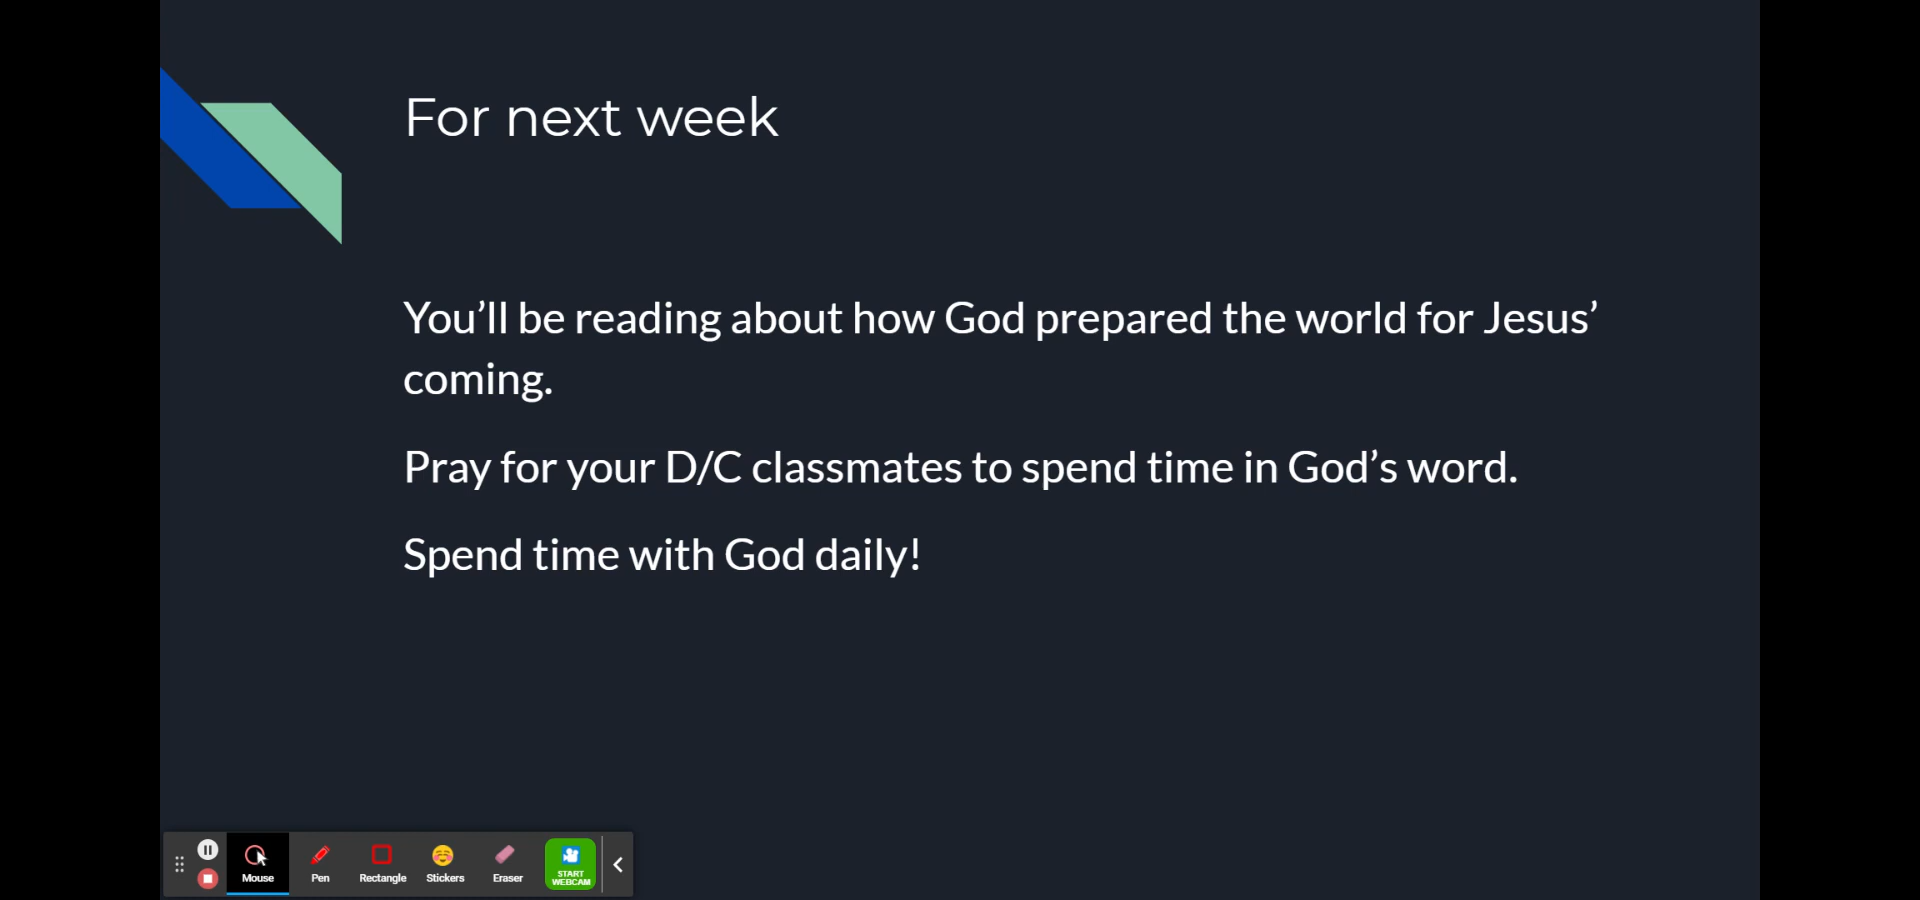 For next week
You’ll be reading about how God prepared the world for Jesus’
coming.
Pray for your D/C classmates to spend time in God’s word.
Spend time with God daily!
Mouse Pen Rectangle Stickers Eraser START
WEBCAM